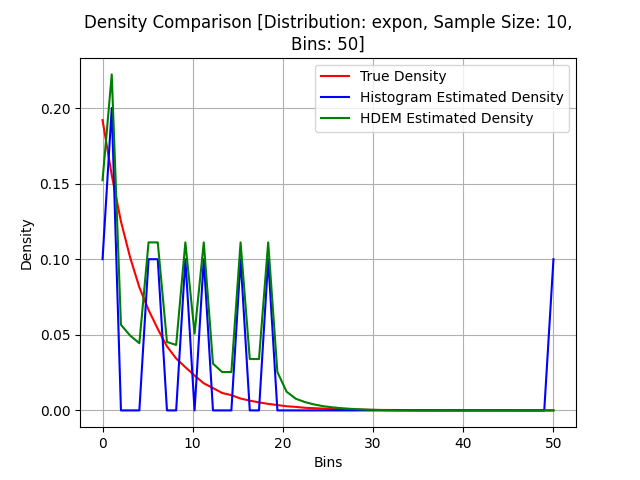 Density Comparison [Distribution: expon, Sample Size: 10,
Bins: 50]
True Density
Histogram Estimated Density
HDEM Estimated Density
Density
0.20
0.15
0.10
0.05
0.00
0 10 20 30 40 50
Bins